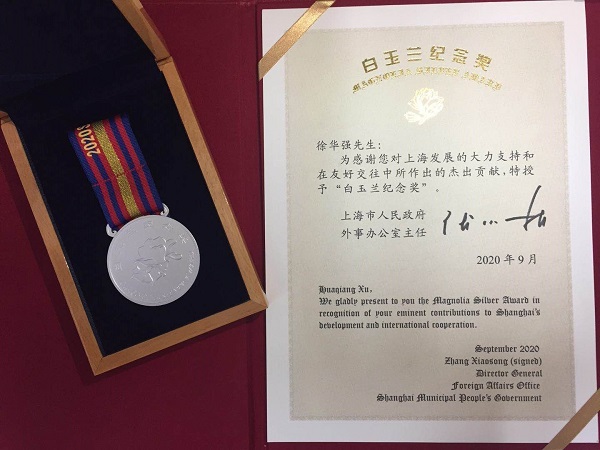 2020
白玉兰纪念奖
MAGNOLIA SILVER AWARD
徐华强先生：
为感谢您对上海发展的大力支持和
在友好交往中所作出的杰出贡献，特授
予“白玉兰纪念奖”。
上海市人民政府
外事办公室主任
2020 年 9 月
Huaqiang Xu,
We gladly present to you the Magnolia Silver Award in
recognition of your eminent contributions to Shanghai's
development and international cooperation.
September 2020
Zhang Xiaosong (signed)
Director General
Foreign Affairs Office
Shanghai Municipal People's Government